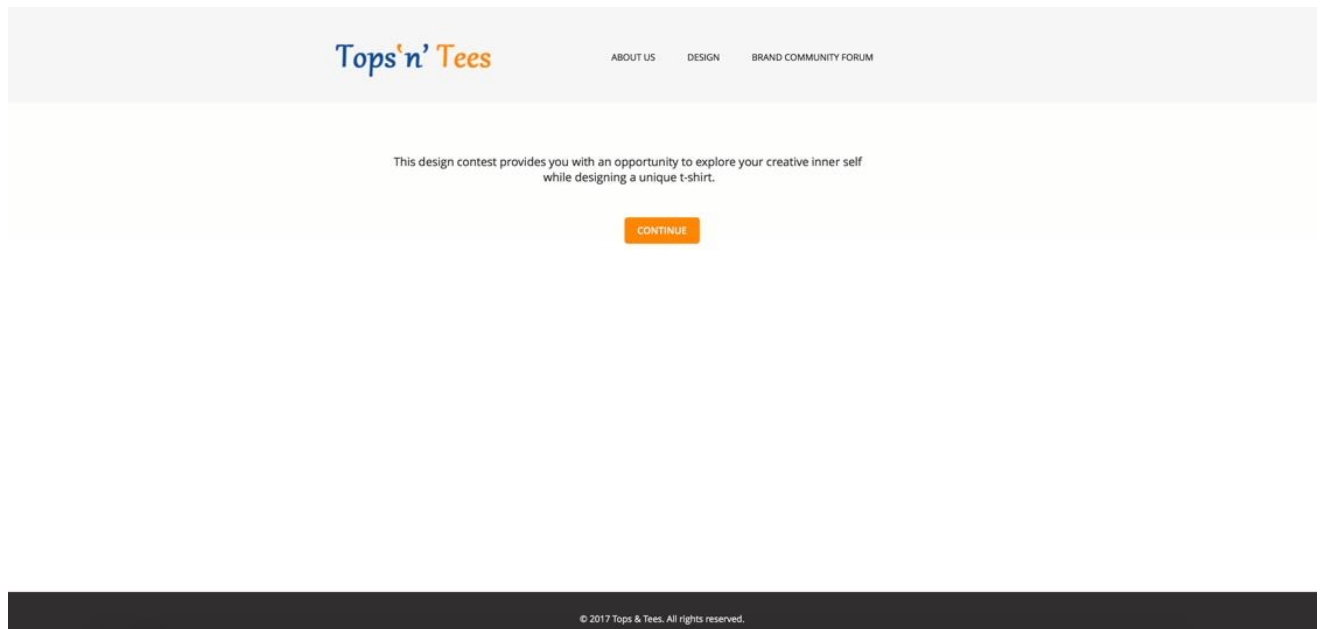 Tops‘n’ Tees
ABOUT US DESIGN BRAND COMMUNITY FORUM
This design contest provides you with an opportunity to explore your creative inner self
while designing a unique t-shirt.
CONTINUE
© 2017 Tops & Tees. All rights reserved.